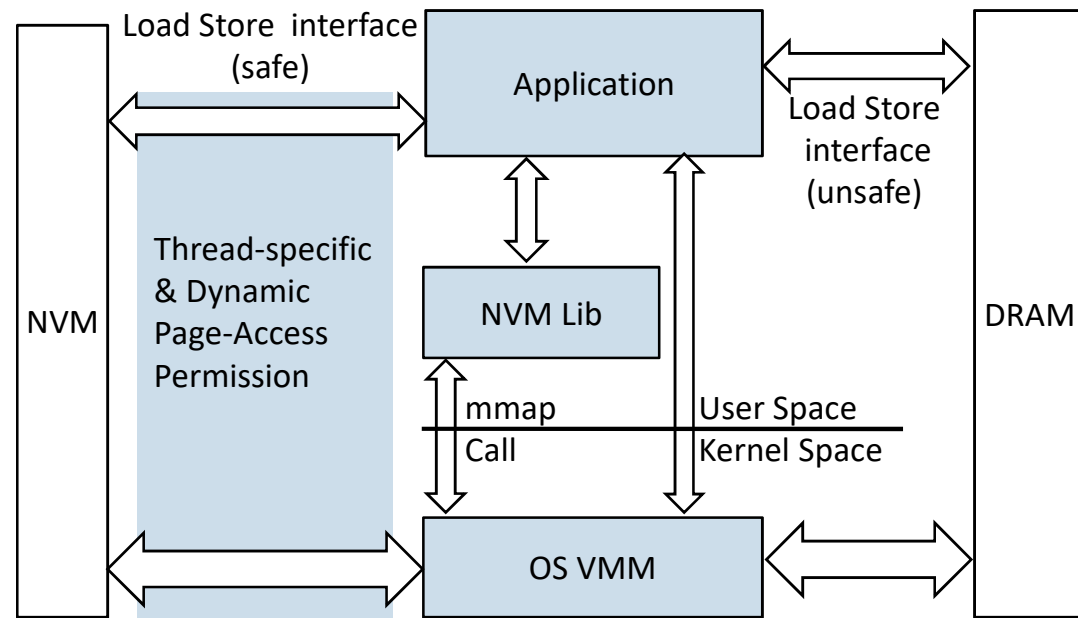 Load Store interface
(safe)
Application
Load Store
interface
(unsafe)
Thread-specific
& Dynamic
Page-Access
Permission
NVM
NVM Lib
DRAM
mmap
Call
User Space
Kernel Space
OS VMM